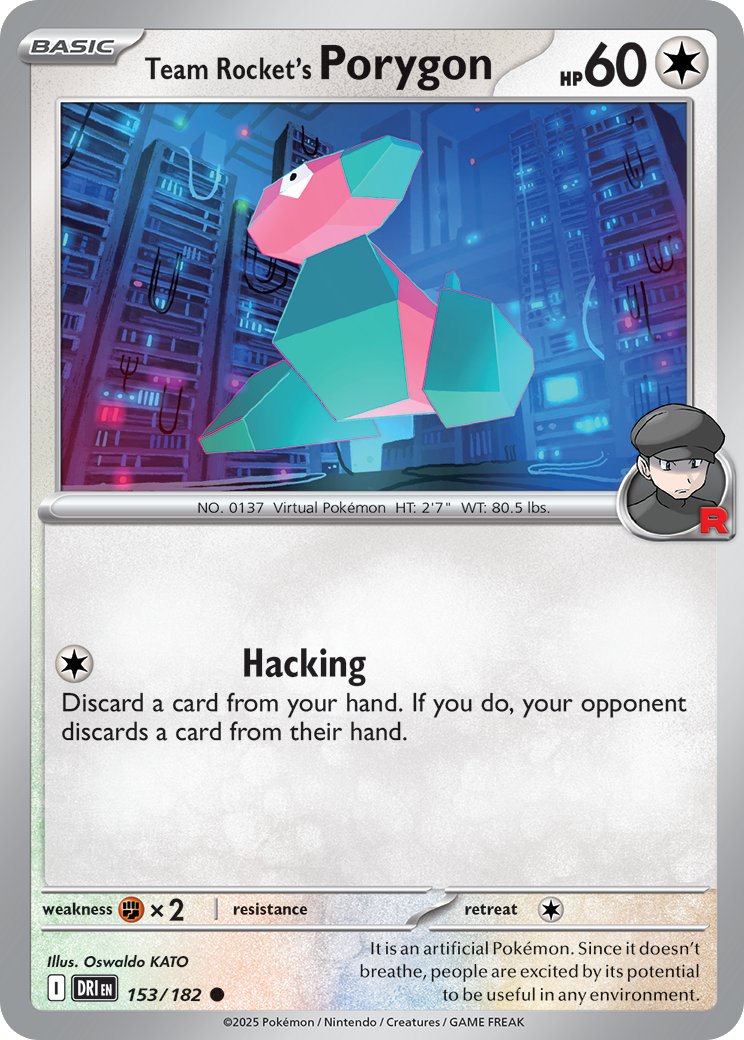 BASIC
Team Rocket's Porygon HP 60
R
NO. 0137 Virtual Pokémon HT: 2'7" WT: 80.5 lbs.
Hacking
Discard a card from your hand. If you do, your opponent
discards a card from their hand.
weakness ×2 resistance retreat
Illus. Oswaldo KATO
I DRI EN 153/182
It is an artificial Pokémon. Since it doesn't
breathe, people are excited by its potential
to be useful in any environment.
©2025 Pokémon / Nintendo / Creatures / GAME FREAK